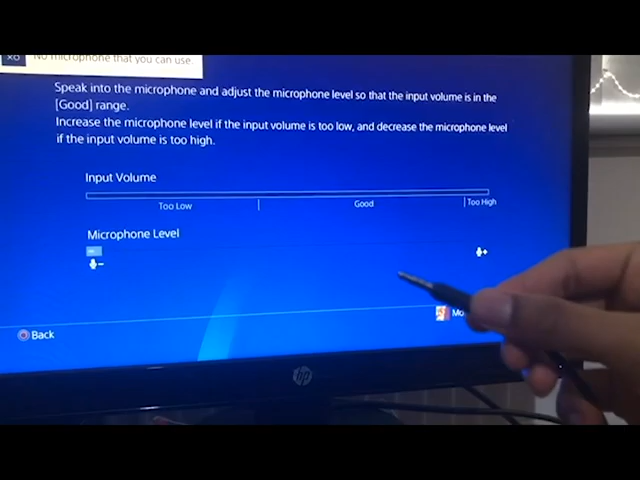 No microphone that you can use.
Speak into the microphone and adjust the microphone level so that the input volume is in the
[Good] range.
Increase the microphone level if the input volume is too low, and decrease the microphone level
if the input volume is too high.
Input Volume
Too Low
Good
Too High
Microphone Level
Mo
Back
hp